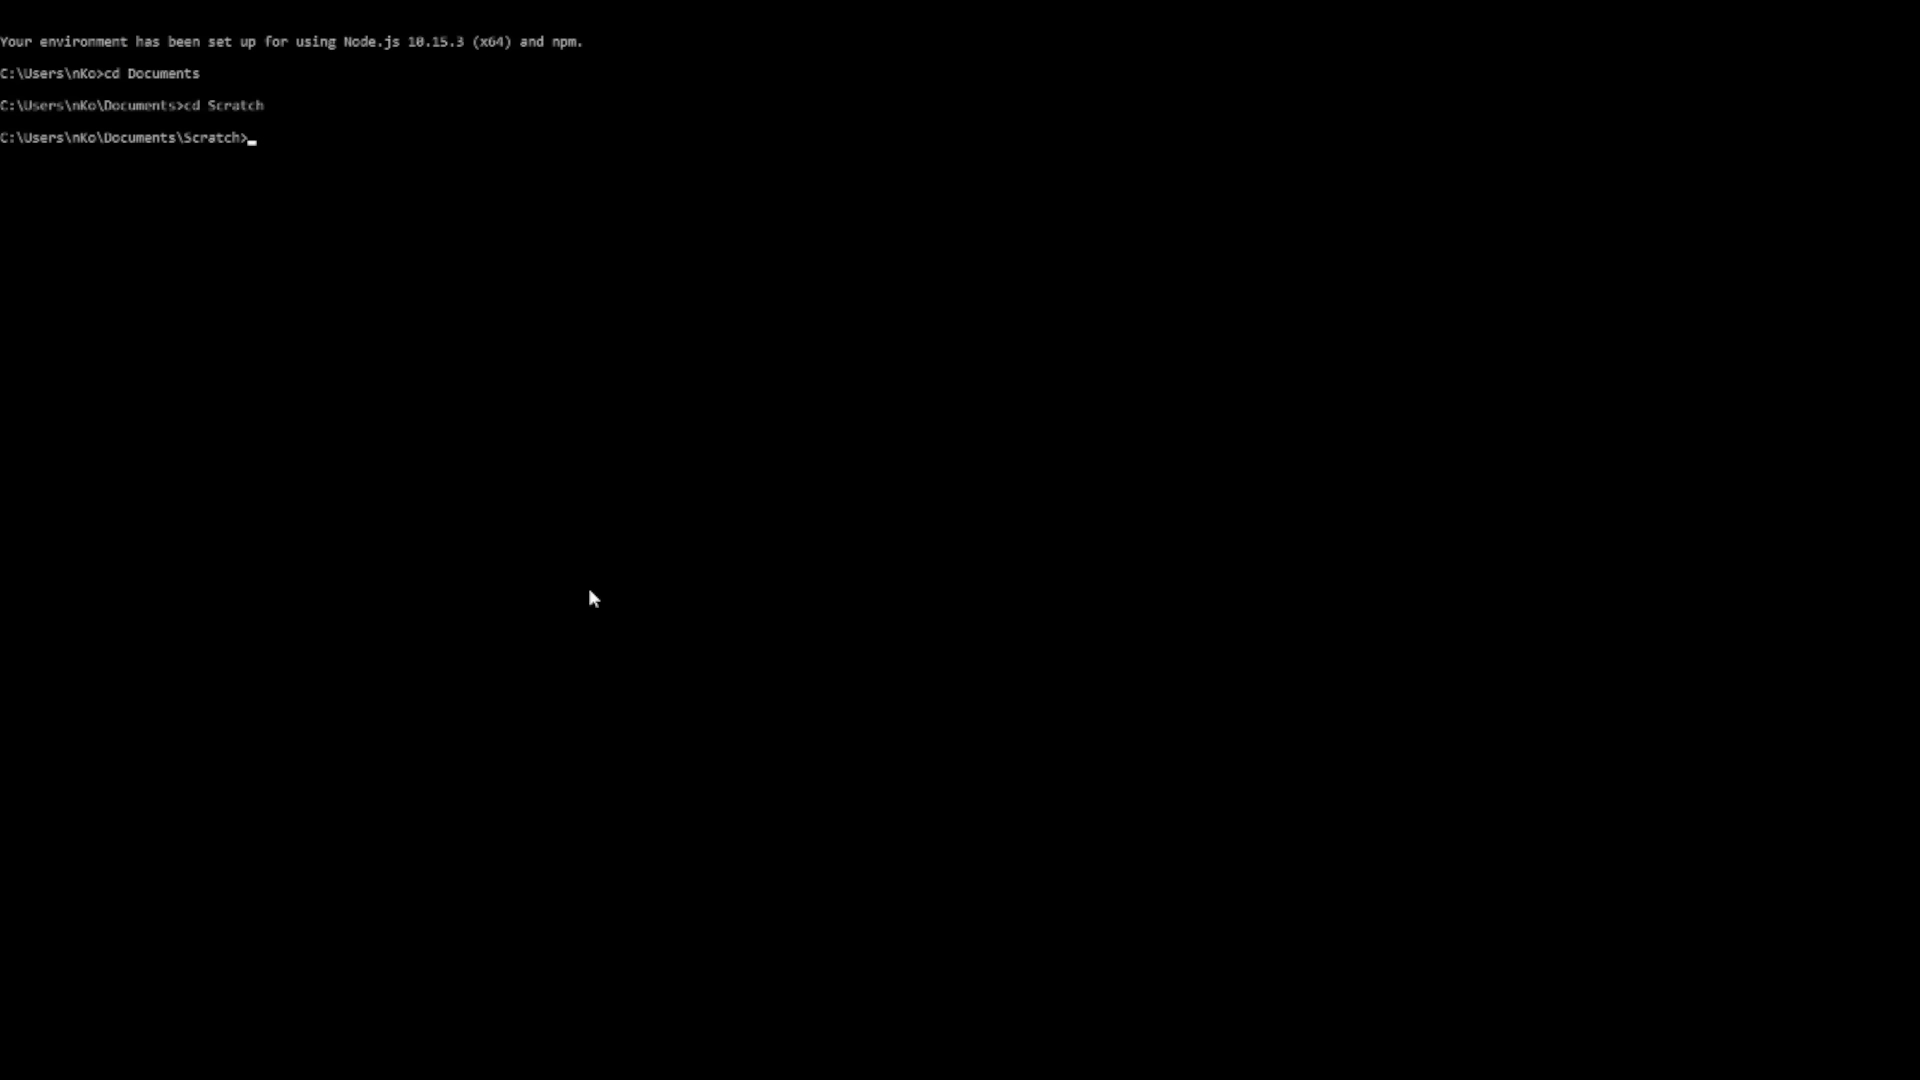 Your environment has been set up for using Node.js 10.15.3 (x64) and npm.
C:\Users\nKo>cd Documents
C:\Users\nKo\Documents>cd Scratch
C:\Users\nKo\Documents\Scratch>